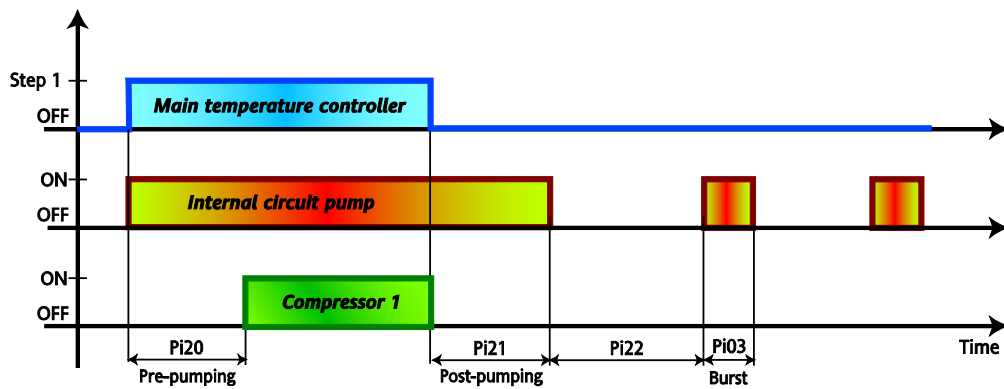 Step 1
Main temperature controller
OFF
ON
Internal circuit pump
OFF
ON
Compressor 1
OFF
Pi20 Pi21 Pi22 Pi03 Time
Pre-pumping Post-pumping Burst